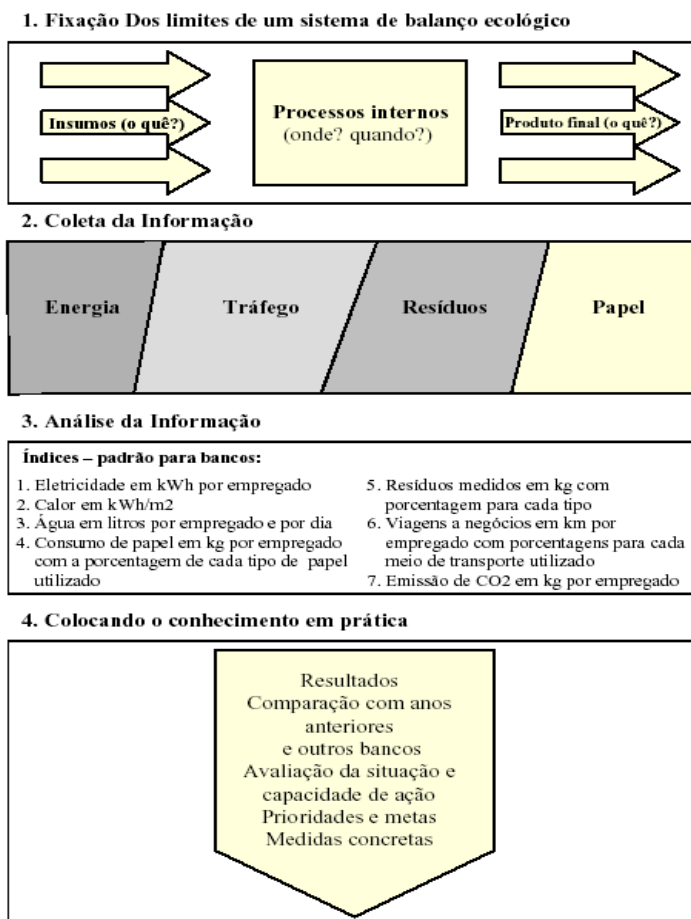 1. Fixação Dos limites de um sistema de balanço ecológico
Insumos (o quê?)
Processos internos
(onde? quando?)
Produto final (o quê?)
2. Coleta da Informação
Energia
Tráfego
Resíduos
Papel
3. Análise da Informação
Índices – padrão para bancos:
1. Eletricidade em kWh por empregado
2. Calor em kWh/m2
3. Água em litros por empregado e por dia
4. Consumo de papel em kg por empregado
com a porcentagem de cada tipo de papel
utilizado
5. Resíduos medidos em kg com
porcentagem para cada tipo
6. Viagens a negócios em km por
empregado com porcentagens para cada
meio de transporte utilizado
7. Emissão de CO2 em kg por empregado
4. Colocando o conhecimento em prática
Resultados
Comparação com anos
anteriores
e outros bancos
Avaliação da situação e
capacidade de ação
Prioridades e metas
Medidas concretas